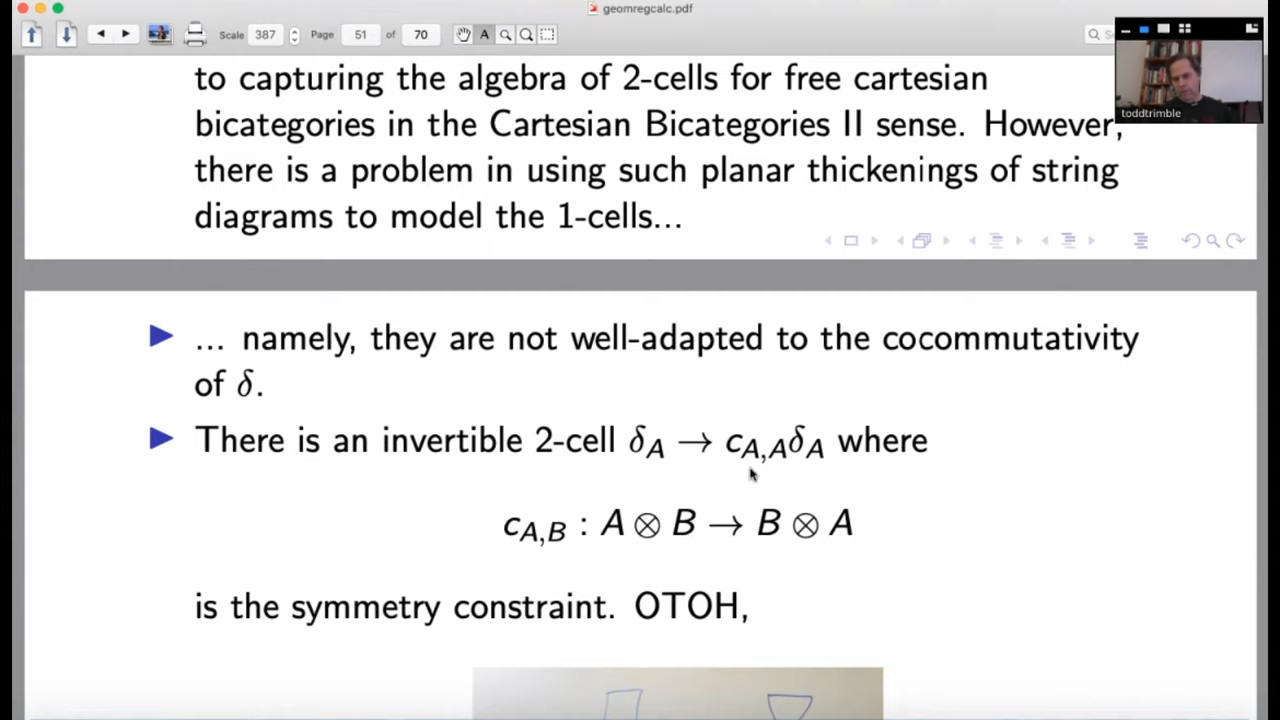 geomregcalc.pdf
Scale 387 Page 51 of 70
toddtrimble
to capturing the algebra of 2-cells for free cartesian
bicategories in the Cartesian Bicategories II sense. However,
there is a problem in using such planar thickenings of string
diagrams to model the 1-cells...
... namely, they are not well-adapted to the cocommutativity
of δ.
There is an invertible 2-cell δ_A → c_{A,A}δ_A where
c_{A,B} : A ⊗ B → B ⊗ A
is the symmetry constraint. OTOH,